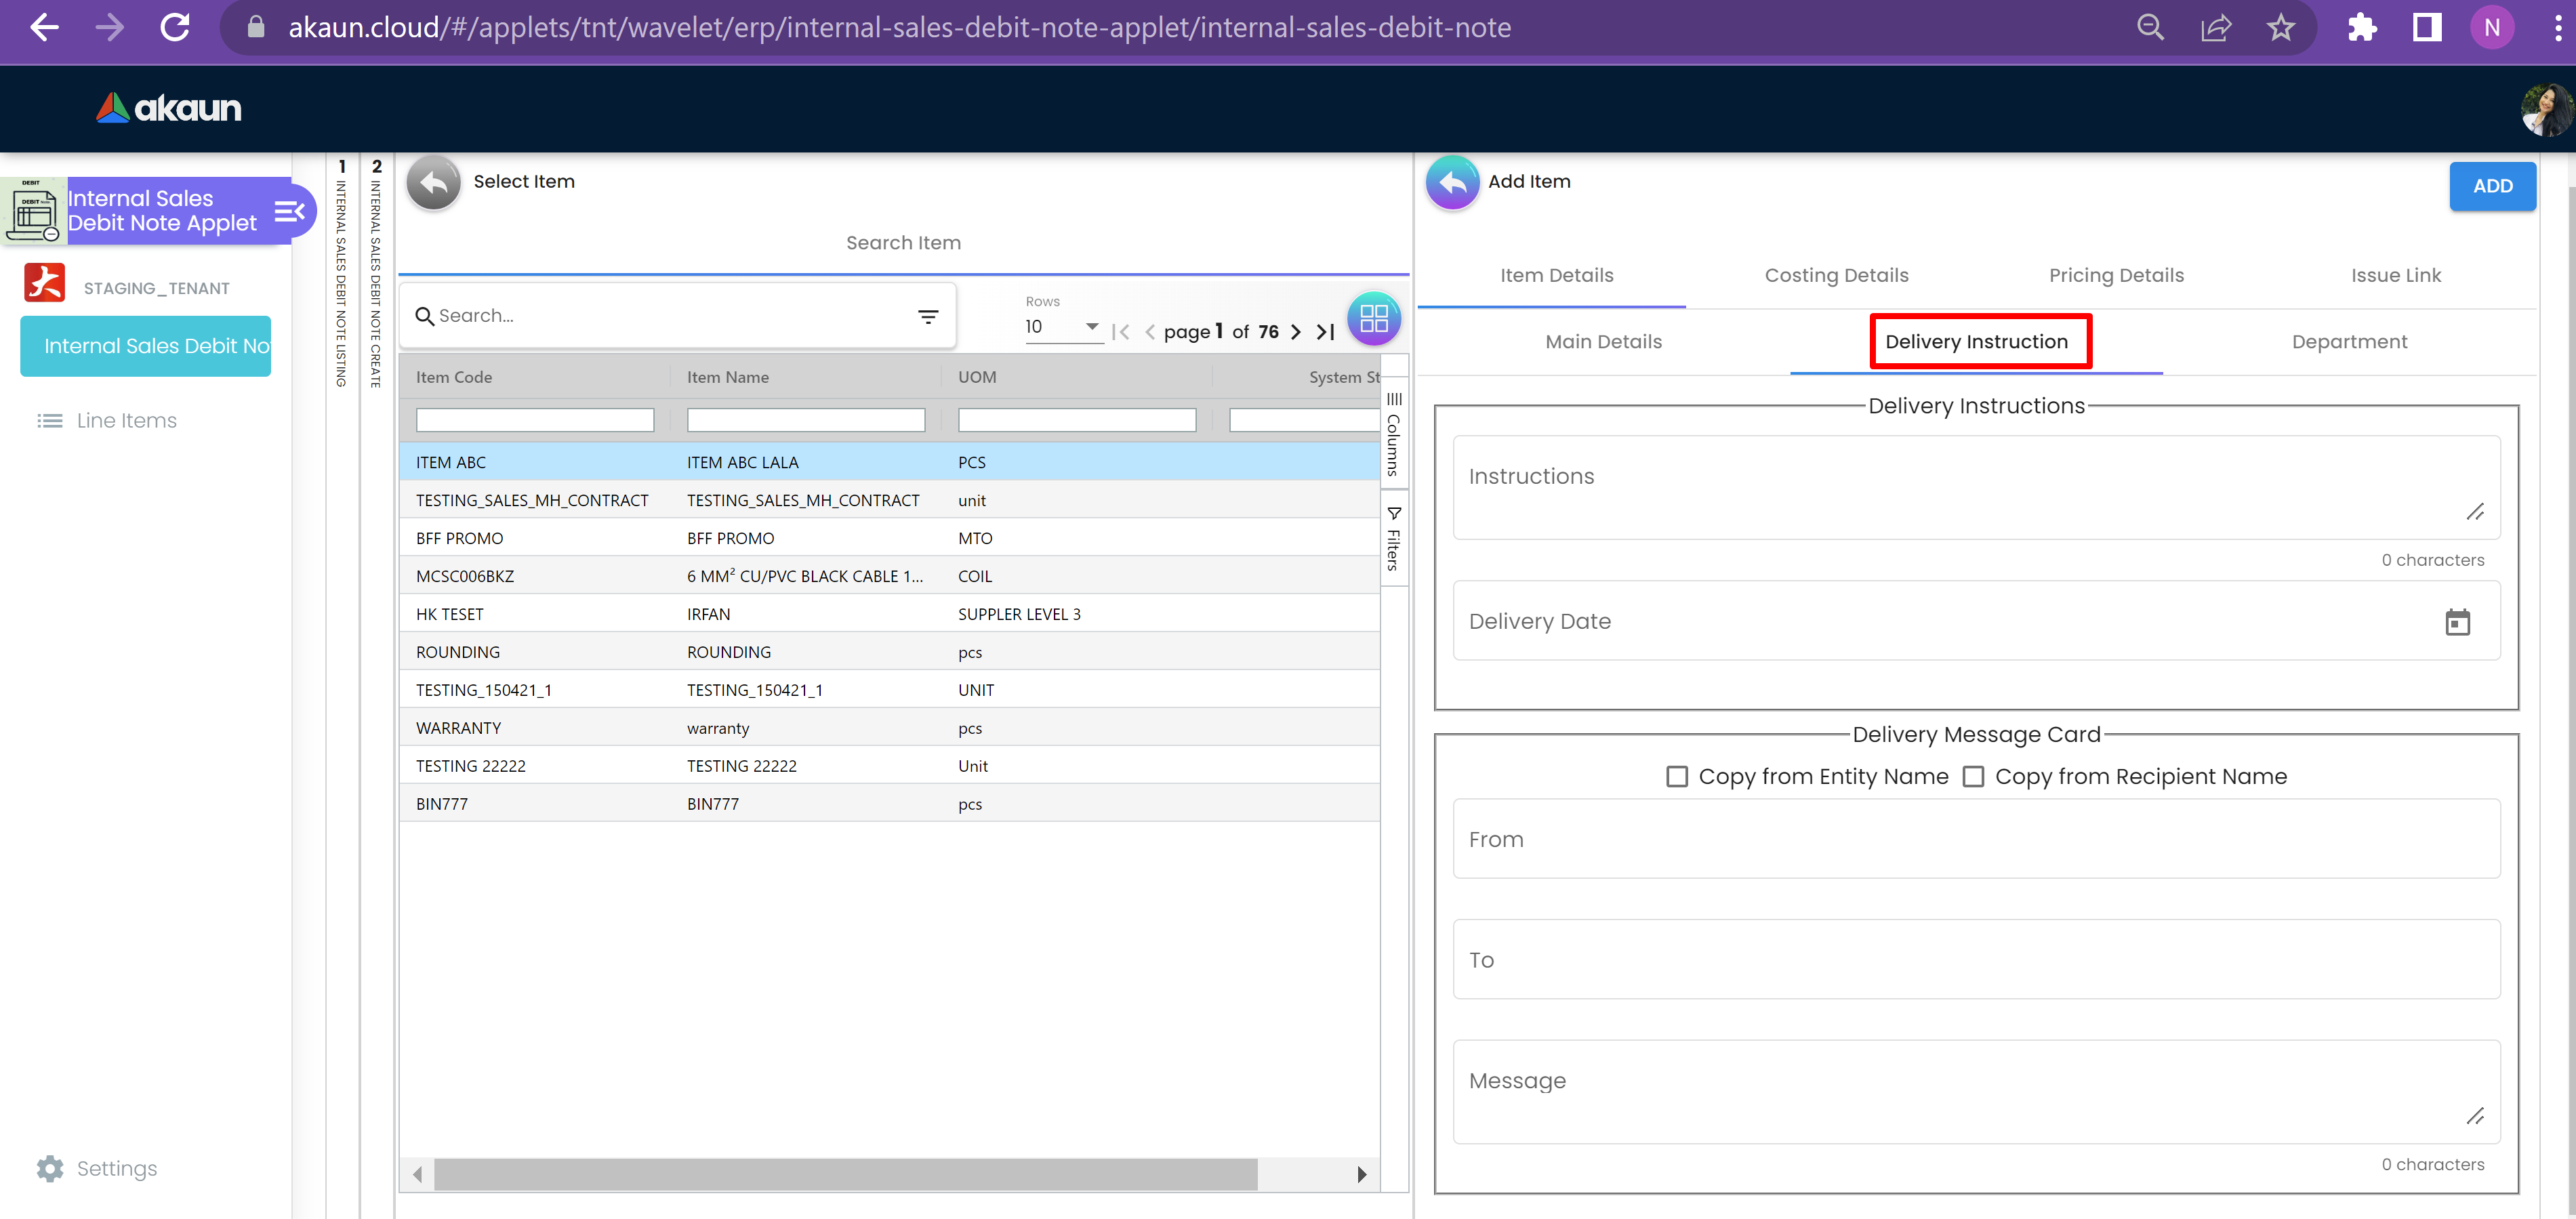 akaun.cloud/#/applets/tnt/wavelet/erp/internal-sales-debit-note-applet/internal-sales-debit-note
N
akaun
DEBIT
DEBIT Note
Internal Sales
Debit Note Applet
STAGING_TENANT
Internal Sales Debit No
Line Items
Settings
1
INTERNAL SALES DEBIT NOTE LISTING
2
INTERNAL SALES DEBIT NOTE CREATE
Select Item
Search Item
Search...
Rows
10
page 1 of 76
Item Code Item Name UOM System St
ITEM ABC ITEM ABC LALA PCS
TESTING_SALES_MH_CONTRACT TESTING_SALES_MH_CONTRACT unit
BFF PROMO BFF PROMO MTO
MCSC006BKZ 6 MM² CU/PVC BLACK CABLE 1... COIL
HK TESET IRFAN SUPPLER LEVEL 3
ROUNDING ROUNDING pcs
TESTING_150421_1 TESTING_150421_1 UNIT
WARRANTY warranty pcs
TESTING 22222 TESTING 22222 Unit
BIN777 BIN777 pcs
Columns
Filters
Add Item
ADD
Item Details Costing Details Pricing Details Issue Link
Main Details Delivery Instruction Department
Delivery Instructions
Instructions
0 characters
Delivery Date
Delivery Message Card
Copy from Entity Name Copy from Recipient Name
From
To
Message
0 characters